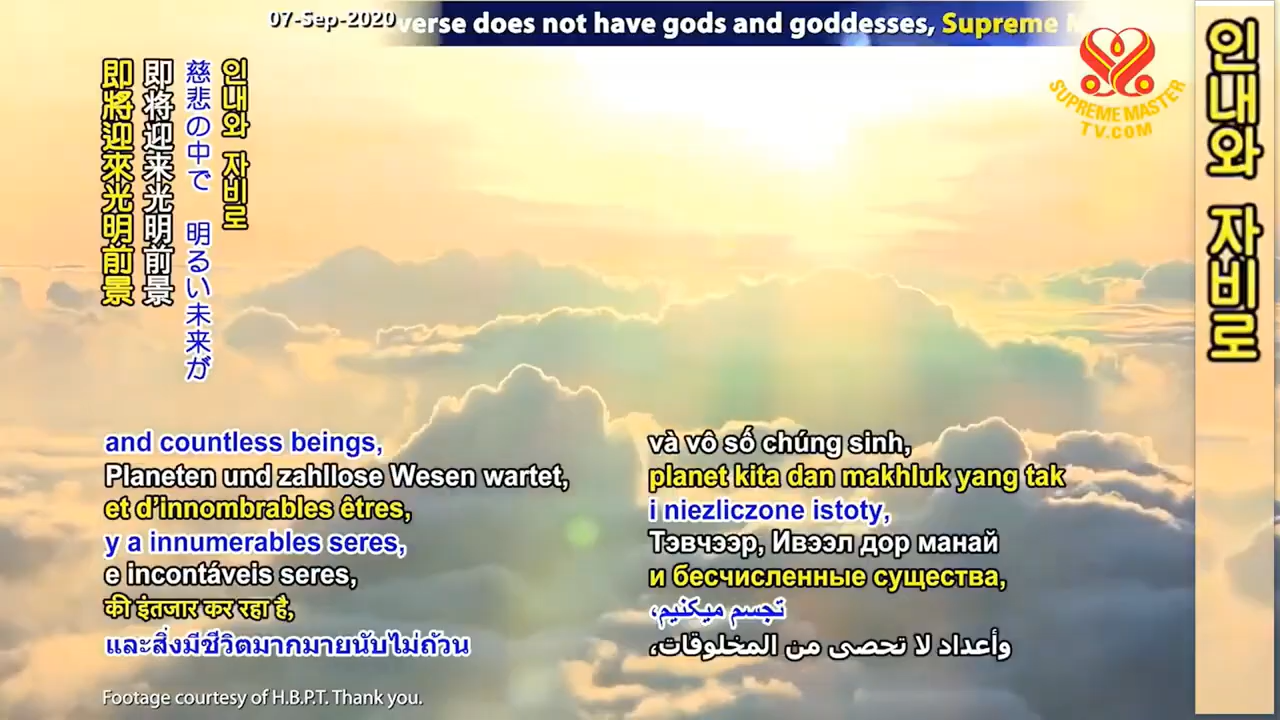 07-Sep-2020
verse does not have gods and goddesses, Supreme
SUPREME MASTER
TV.COM
인내와 자비로
인내와 자비로
慈悲の中で 明るい未来が
即将迎来光明前景
即將迎來光明前景
and countless beings,
Planeten und zahllose Wesen wartet,
et d'innombrables êtres,
y a innumerables seres,
e incontáveis seres,
की इंतजार कर रहा है,
และสิ่งมีชีวิตมากมายนับไม่ถ้วน
và vô số chúng sinh,
planet kita dan makhluk yang tak
i niezliczone istoty,
Тэвчээр, Ивээл дор манай
и бесчисленные существа,
تجسم میکنیم،
وأعداد لا تحصى من المخلوقات،
Footage courtesy of H.B.P.T. Thank you.